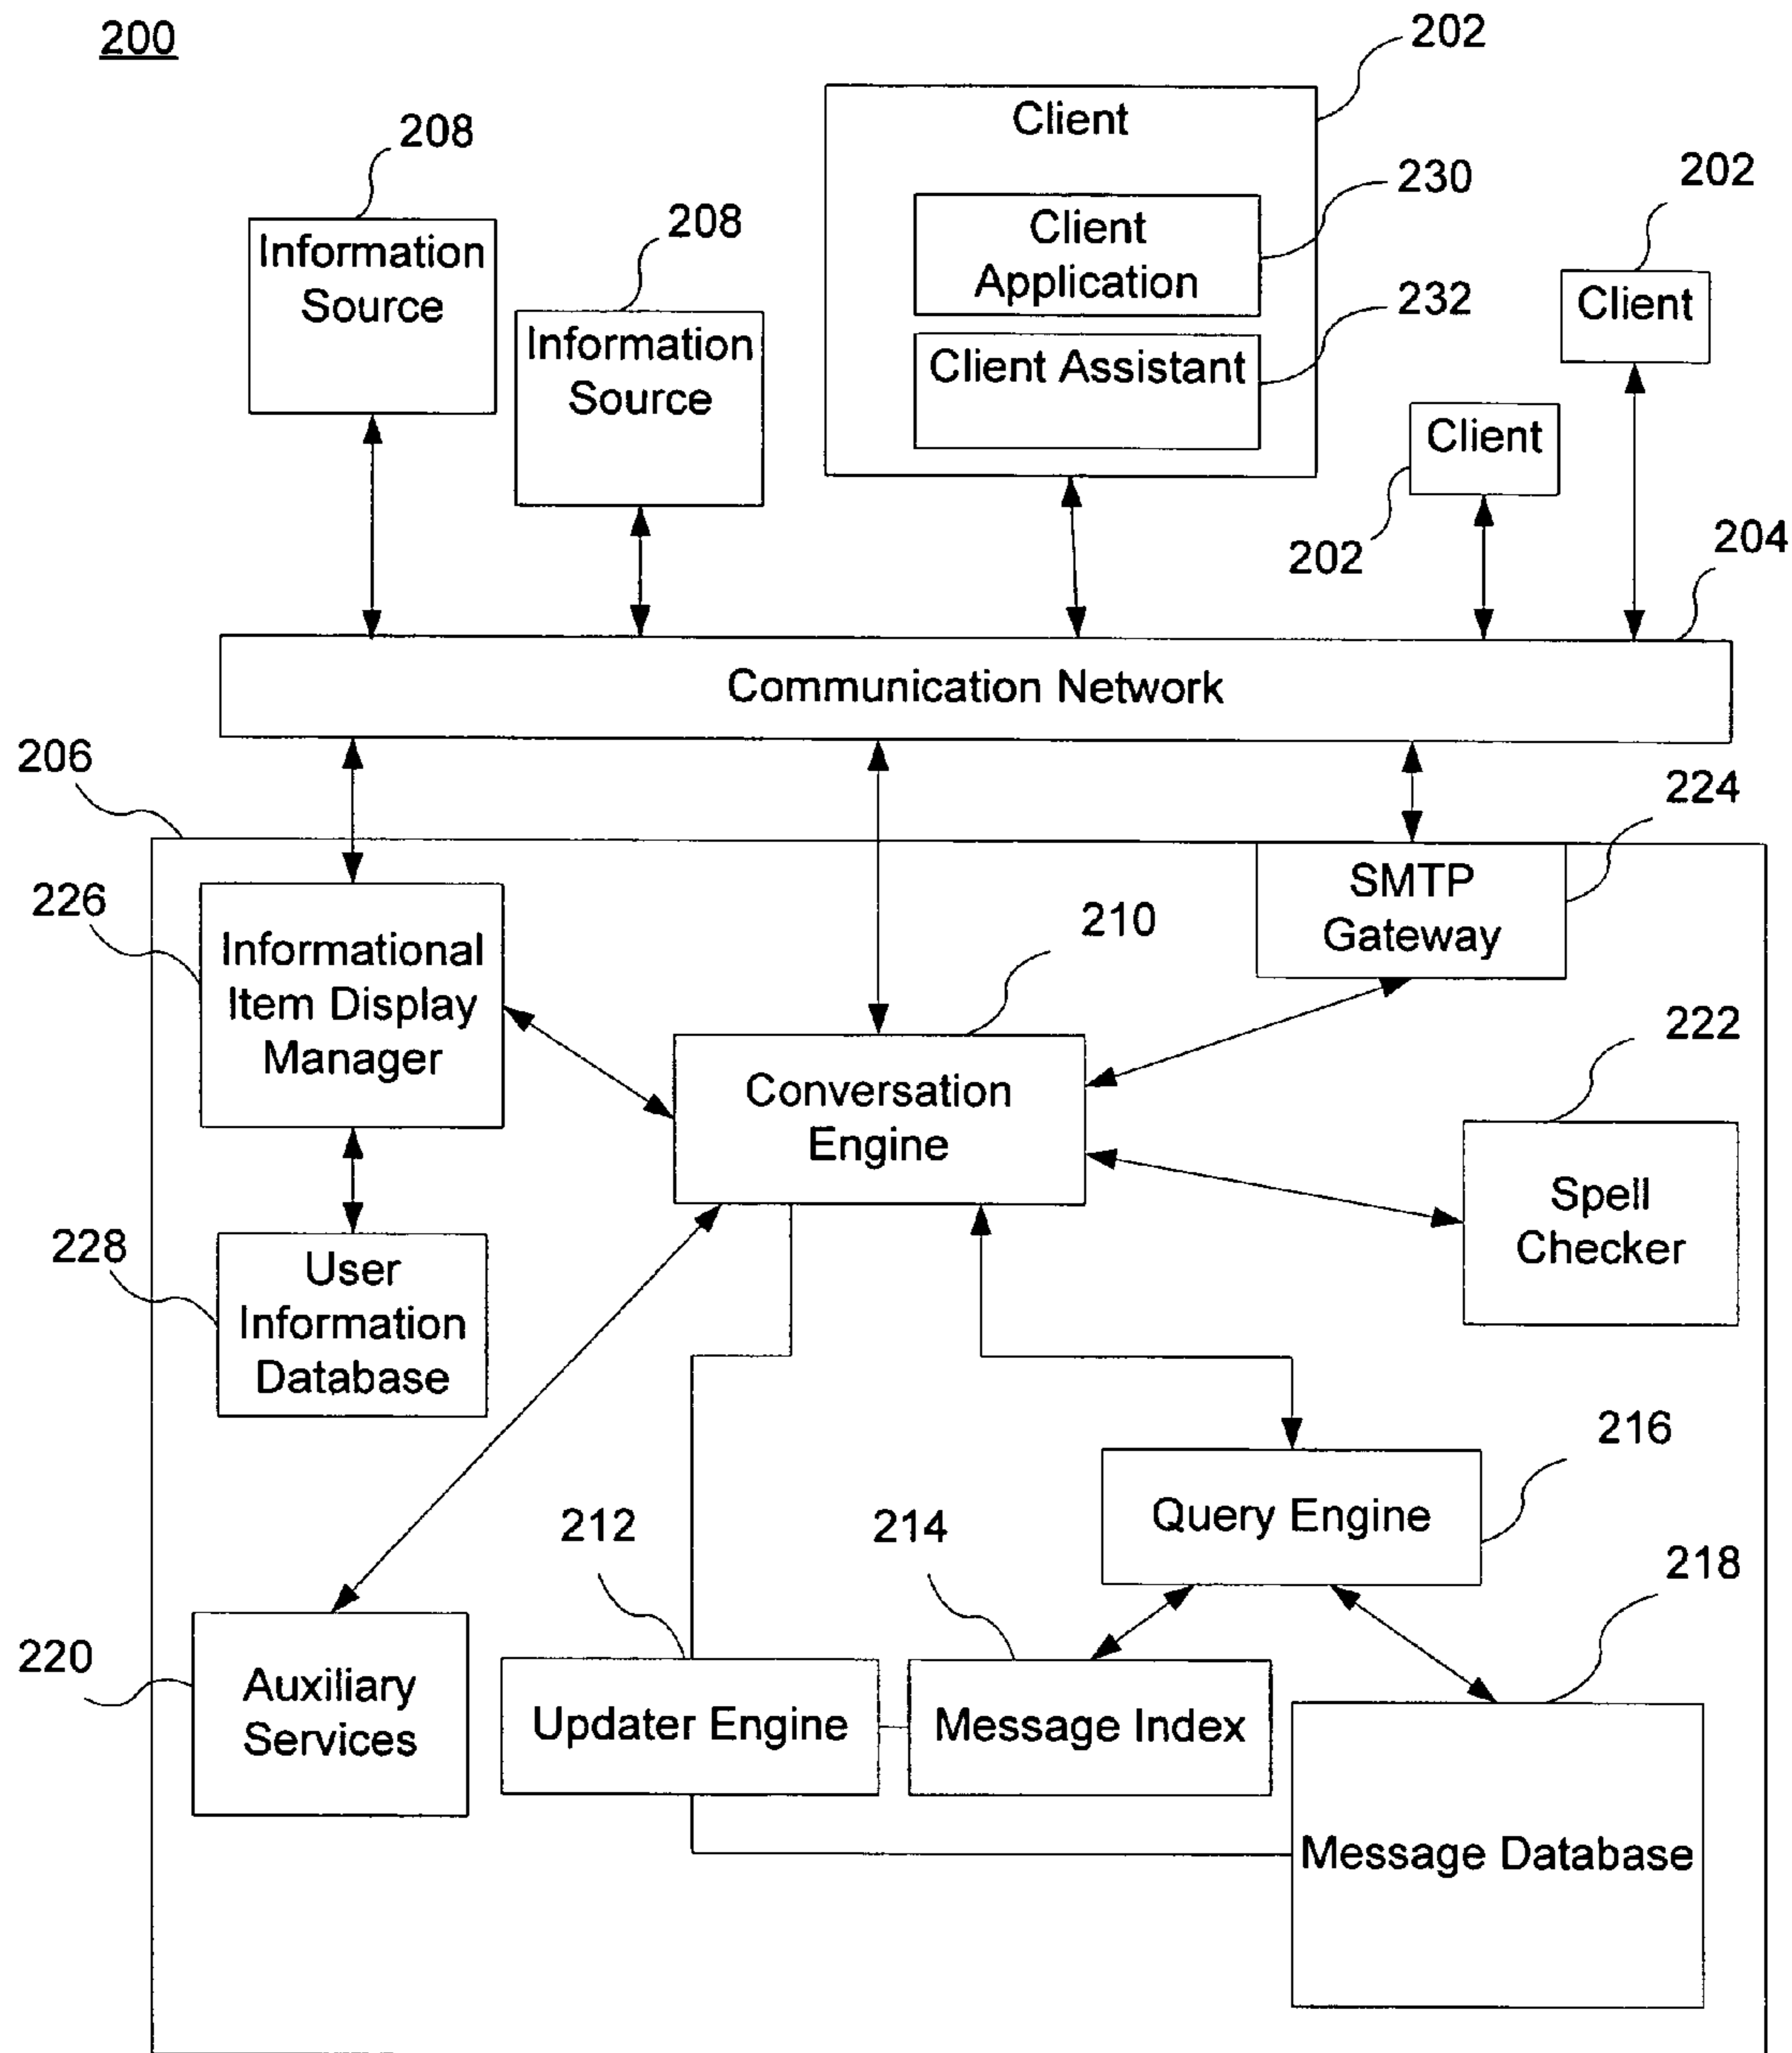 200
202
Client
208
230
202
Information
Source
208
Client
Application
Information
Source
232
Client
Client Assistant
Client
202
204
Communication Network
206
224
SMTP
Gateway
226
210
Informational
Item Display
Manager
222
Conversation
Engine
Spell
Checker
228
User
Information
Database
216
Query Engine
212
214
218
220
Auxiliary
Services
Updater Engine
Message Index
Message Database